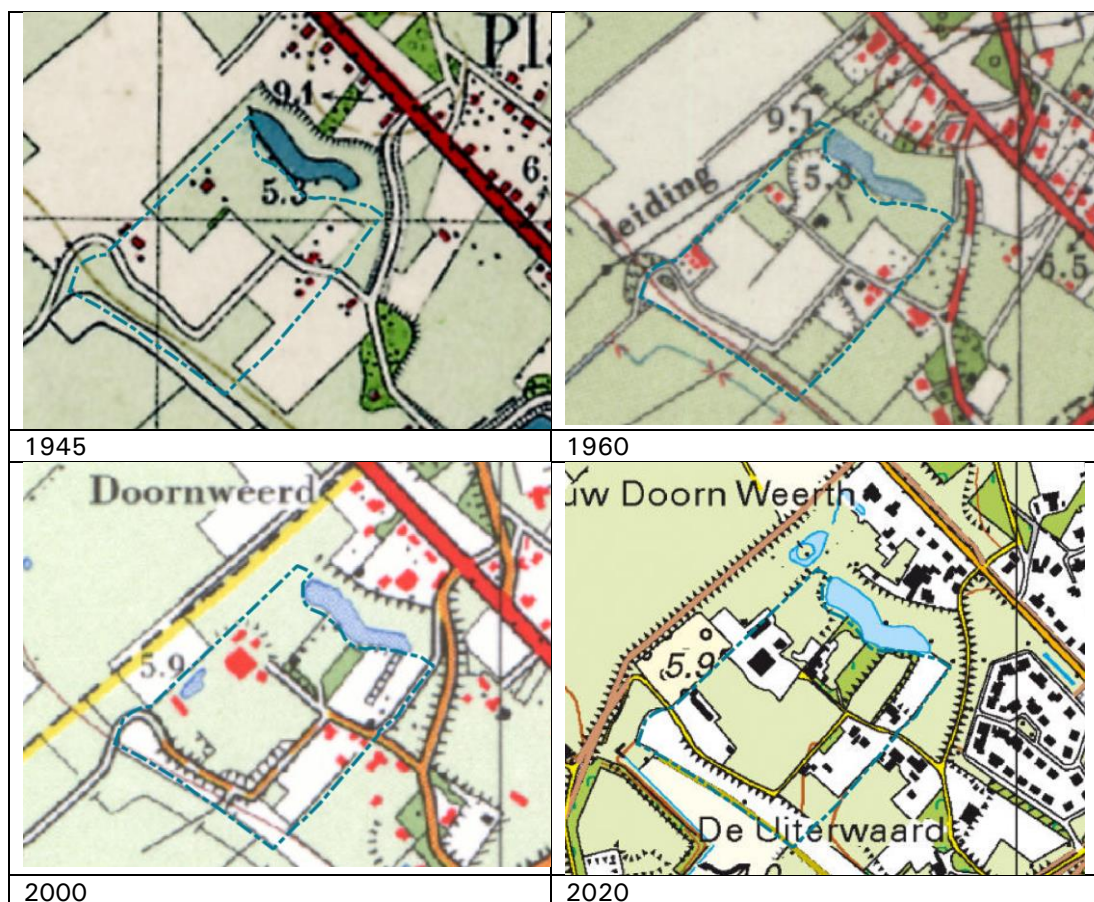 Pl
9.1
6.
5.3
1945
9.1
leiding
5.3
6.5
1960
Doornweerd
5.9
2000
uw Doorn Weerth
5.9
De Uiterwaard
2020